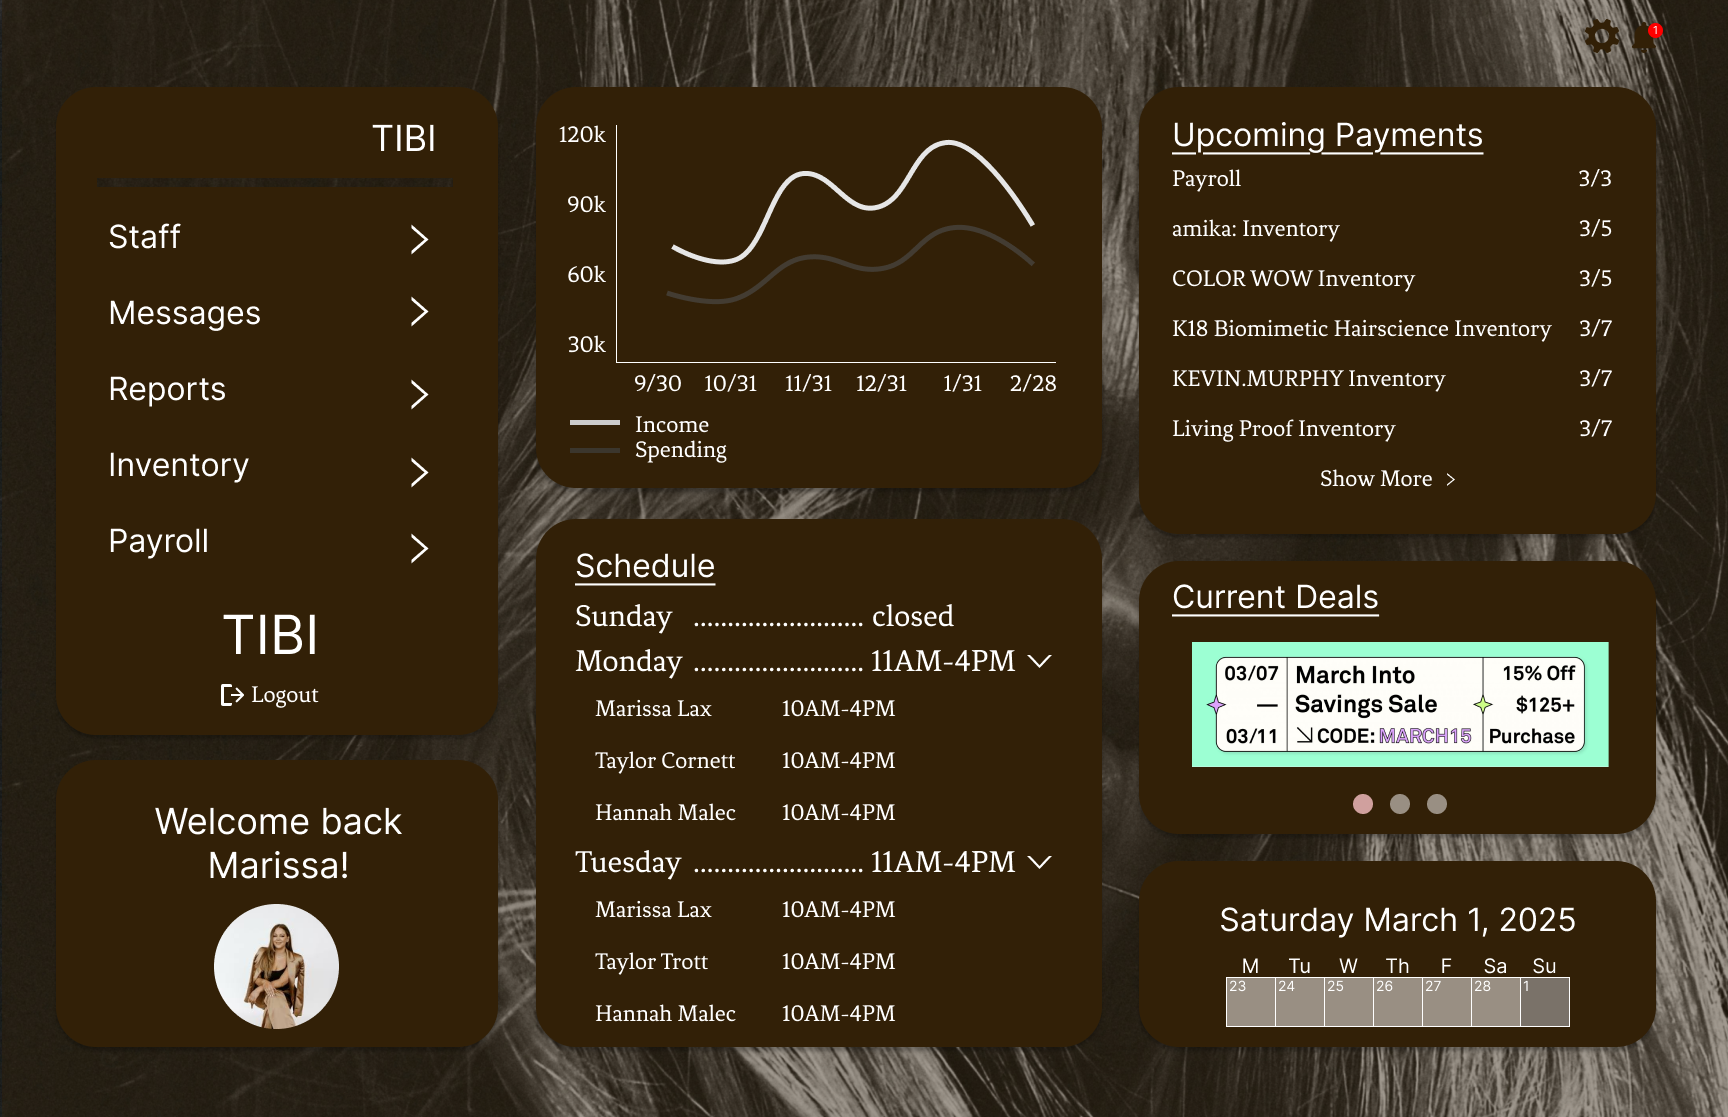 1
TIBI
Staff
Messages
Reports
Inventory
Payroll
TIBI
Logout
Welcome back
Marissa!
120k
90k
60k
30k
9/30 10/31 11/31 12/31 1/31 2/28
Income
Spending
Schedule
Sunday ......................... closed
Monday ......................... 11AM-4PM
Marissa Lax 10AM-4PM
Taylor Cornett 10AM-4PM
Hannah Malec 10AM-4PM
Tuesday ......................... 11AM-4PM
Marissa Lax 10AM-4PM
Taylor Trott 10AM-4PM
Hannah Malec 10AM-4PM
Upcoming Payments
Payroll 3/3
amika: Inventory 3/5
COLOR WOW Inventory 3/5
K18 Biomimetic Hairscience Inventory 3/7
KEVIN.MURPHY Inventory 3/7
Living Proof Inventory 3/7
Show More >
Current Deals
03/07 March Into 15% Off
— Savings Sale $125+
03/11 CODE: MARCH15 Purchase
Saturday March 1, 2025
M Tu W Th F Sa Su
23 24 25 26 27 28 1